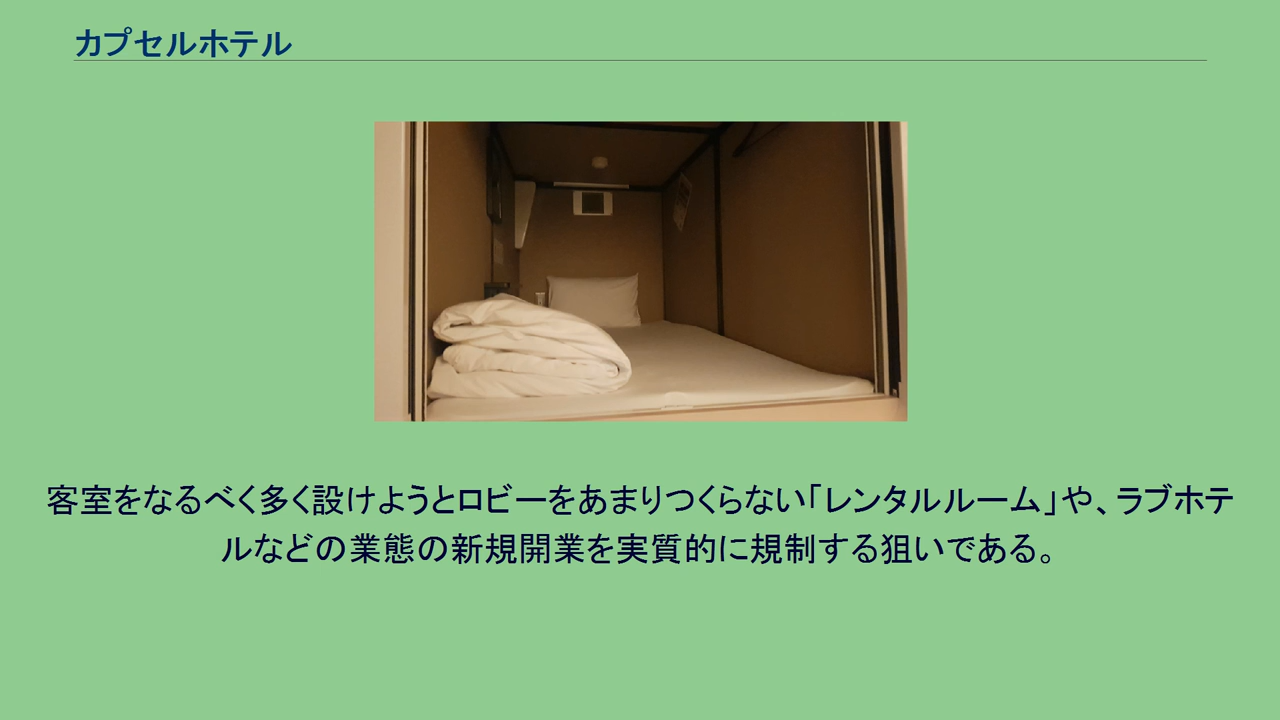 カプセルホテル
客室をなるべく多く設けようとロビーをあまりつくらない「レンタルルーム」や、ラブホテ
ルなどの業態の新規開業を実質的に規制する狙いである。